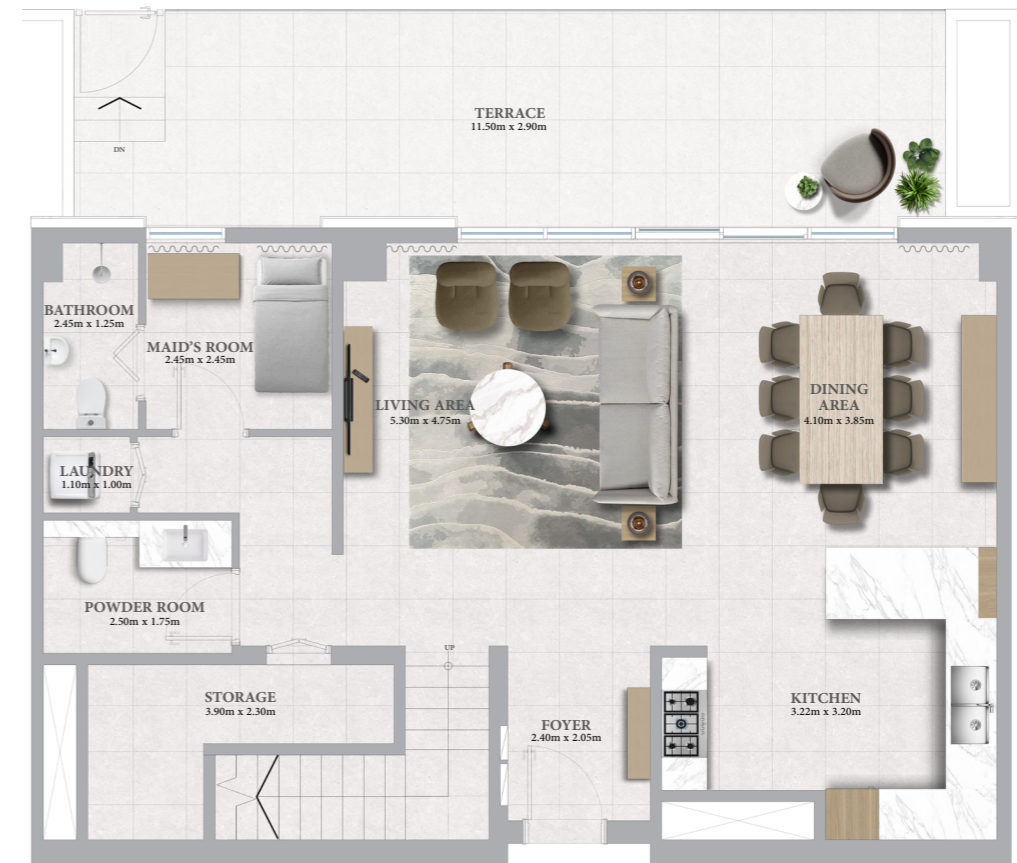 TERRACE
11.50m x 2.90m
DN
BATHROOM
2.45m x 1.25m
MAID'S ROOM
2.45m x 2.45m
LIVING AREA
5.30m x 4.75m
DINING
AREA
4.10m x 3.85m
LAUNDRY
1.10m x 1.00m
POWDER ROOM
2.50m x 1.75m
UP
STORAGE
3.90m x 2.30m
FOYER
2.40m x 2.05m
KITCHEN
3.22m x 3.20m